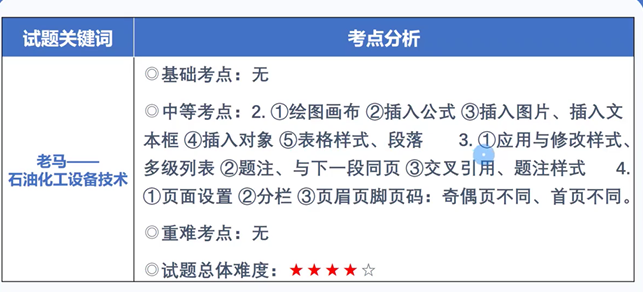 试题关键词
考点分析
◎基础考点：无
◎中等考点：2. ①绘图画布 ②插入公式 ③插入图片、插入文
本框 ④插入对象 ⑤表格样式、段落 3. ①应用与修改样式、
多级列表 ②题注、与下一段同页 ③交叉引用、题注样式 4.
①页面设置 ②分栏 ③页眉页脚页码：奇偶页不同、首页不同。
◎重难考点：无
◎试题总体难度：★★★★☆
老马——
石油化工设备技术